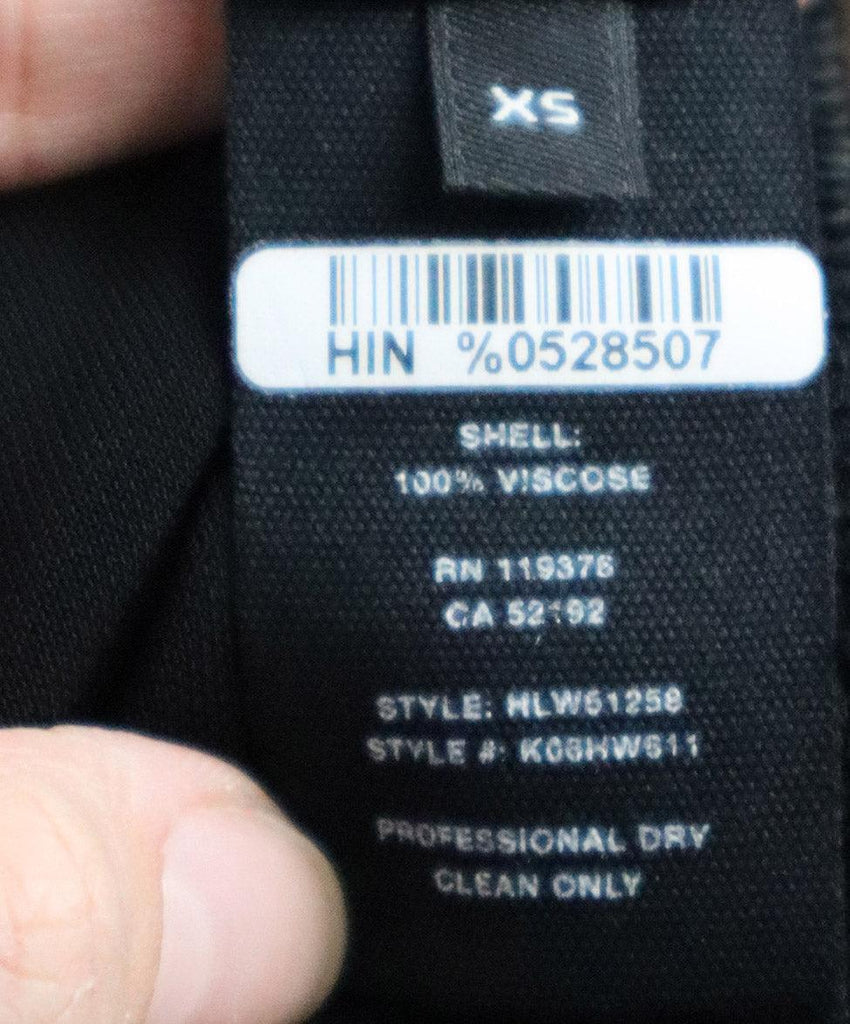 XS
HIN %0528507
SHELL:
100% VISCOSE
RN 119376
CA 52192
STYLE: HLW61258
STYLE #: K06HW611
PROFESSIONAL DRY
CLEAN ONLY